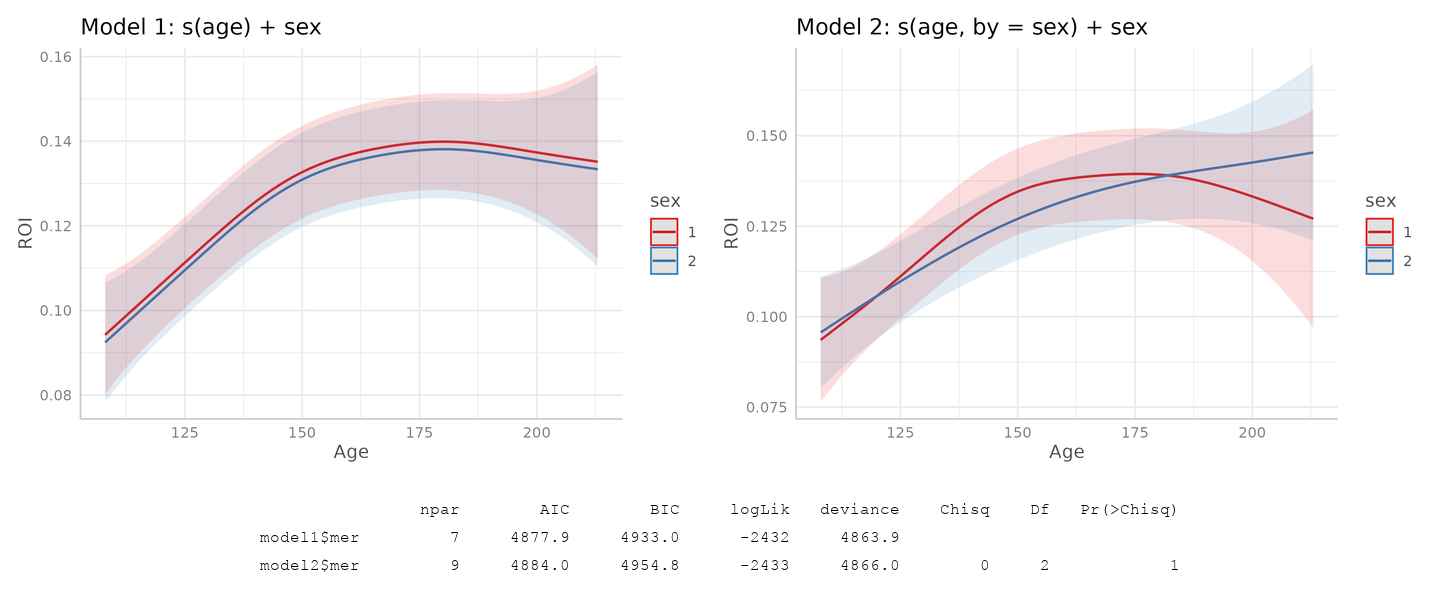 Model 1: s(age) + sex
0.16
0.14
0.12
0.10
0.08
ROI
125 150 175 200
Age
sex
1
2
Model 2: s(age, by = sex) + sex
0.150
0.125
0.100
0.075
ROI
125 150 175 200
Age
sex
1
2
npar AIC BIC logLik deviance Chisq Df Pr(>Chisq)
model1$mer 7 4877.9 4933.0 -2432 4863.9
model2$mer 9 4884.0 4954.8 -2433 4866.0 0 2 1